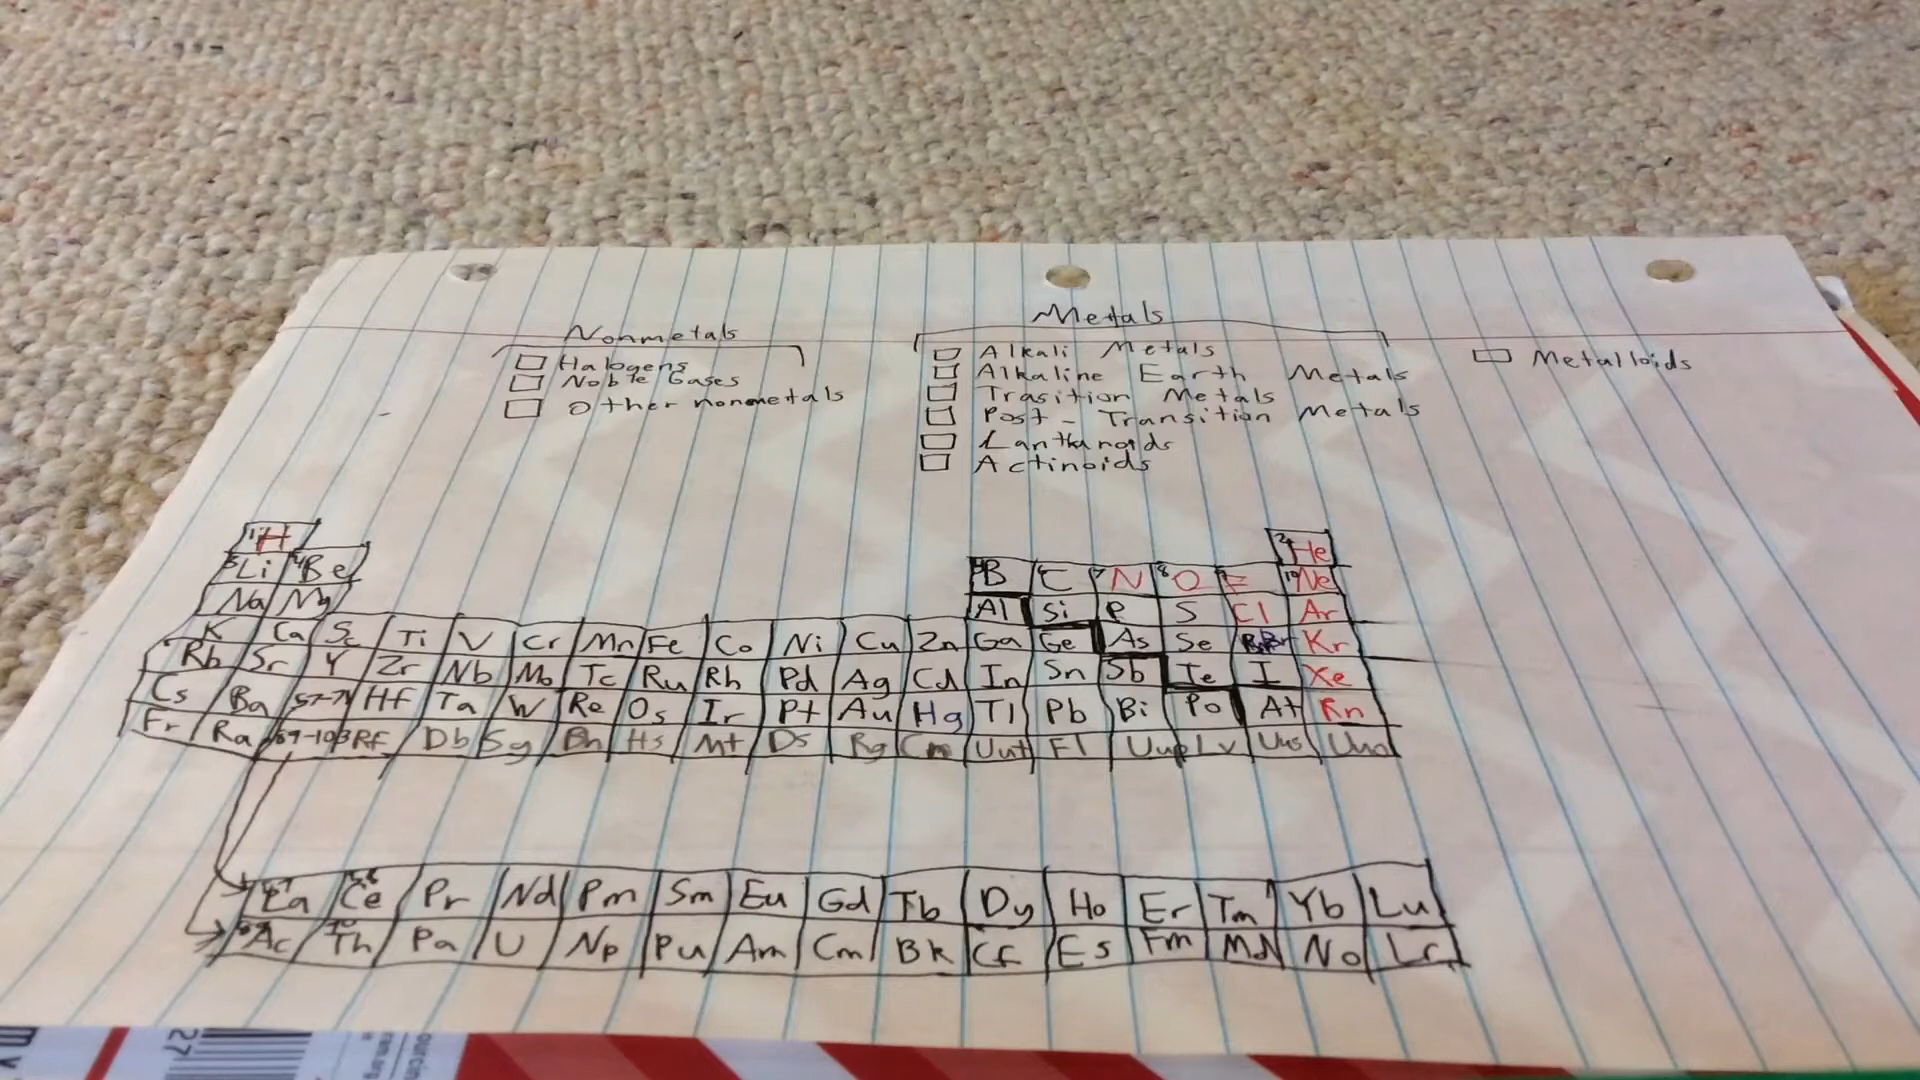 Metals
Nonmetals
Halogens
Noble Gases
Other nonmetals
Alkali Metals
Alkaline Earth Metals
Trasition Metals
Post-Transition Metals
Lanthanoids
Actinoids
Metalloids
1 H 2 He
3 Li 4 Be 5 B 6 C 7 N 8 O 9 F 10 Ne
Na Mg Al Si P S Cl Ar
K Ca Sc Ti V Cr Mn Fe Co Ni Cu Zn Ga Ge As Se Br Kr
Rb Sr Y Zr Nb Mo Tc Ru Rh Pd Ag Cd In Sn Sb Te I Xe
Cs Ba 57-71 Hf Ta W Re Os Ir Pt Au Hg Tl Pb Bi Po At Rn
Fr Ra 89-103 Rf Db Sg Bh Hs Mt Ds Rg Cn Uut Fl Uup Lv Uus Uuo
La Ce Pr Nd Pm Sm Eu Gd Tb Dy Ho Er Tm Yb Lu
Ac Th Pa U Np Pu Am Cm Bk Cf Es Fm Md No Lr
27